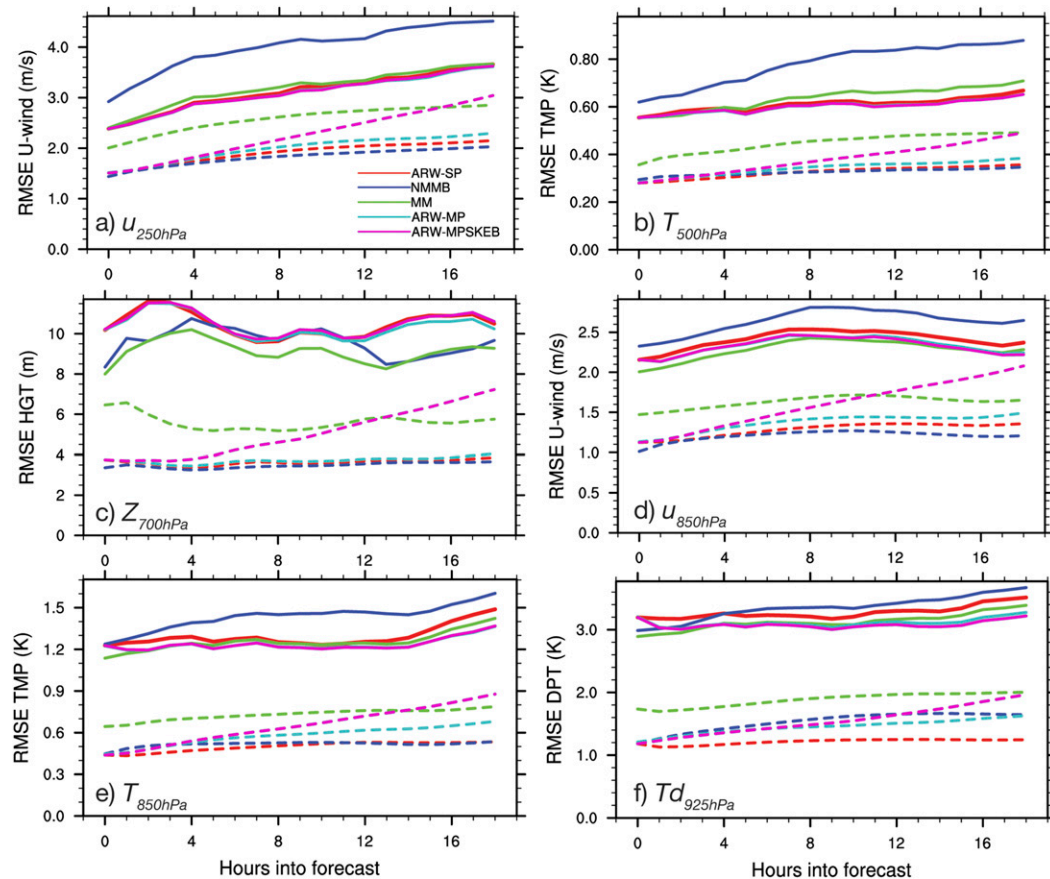 RMSE U-wind (m/s)
4.0
3.0
2.0
1.0
0.0
ARW-SP
NMMB
MM
ARW-MP
ARW-MPSKEB
a) u250hPa
0 4 8 12 16
RMSE TMP (K)
0.80
0.60
0.40
0.20
0.00
b) T500hPa
0 4 8 12 16
RMSE HGT (m)
10
8
6
4
2
0
c) Z700hPa
0 4 8 12 16
RMSE U-wind (m/s)
2.5
2.0
1.5
1.0
0.5
0.0
d) u850hPa
0 4 8 12 16
RMSE TMP (K)
1.5
1.2
0.9
0.6
0.3
0.0
e) T850hPa
0 4 8 12 16
Hours into forecast
RMSE DPT (K)
3.0
2.0
1.0
0.0
f) Td925hPa
0 4 8 12 16
Hours into forecast